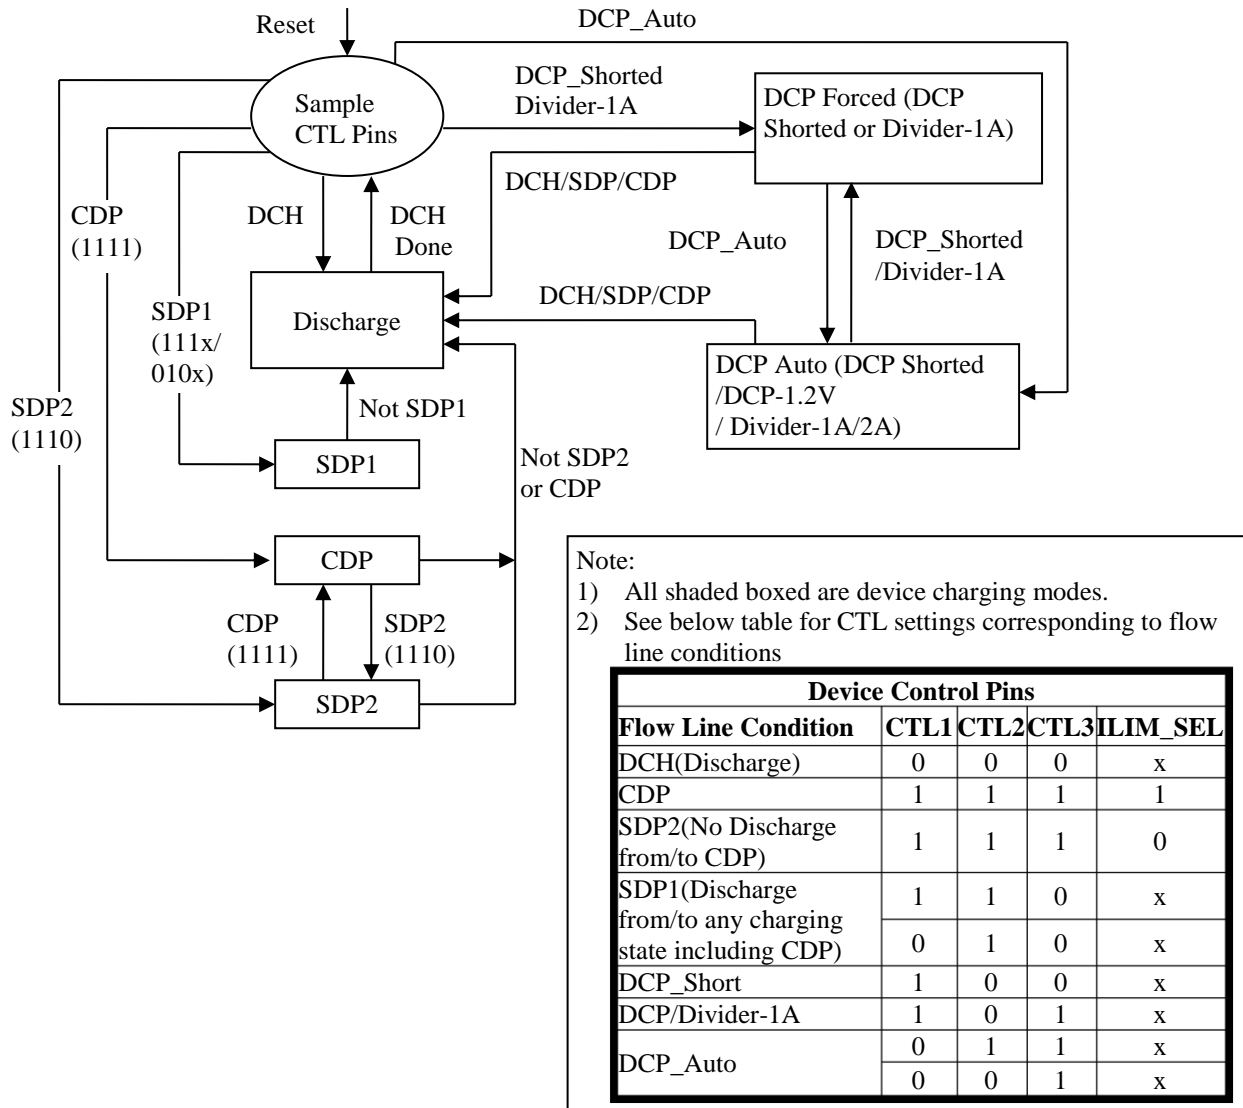 Reset
DCP_Auto
Sample
CTL Pins
DCP_Shorted
Divider-1A
DCP Forced (DCP
Shorted or Divider-1A)
CDP
(1111)
DCH
DCH
Done
DCH/SDP/CDP
DCP_Auto
DCP_Shorted
/Divider-1A
SDP1
(111x/
010x)
Discharge
DCH/SDP/CDP
DCP Auto (DCP Shorted
/DCP-1.2V
/ Divider-1A/2A)
SDP2
(1110)
Not SDP1
SDP1
Not SDP2
or CDP
CDP
CDP
(1111)
SDP2
(1110)
SDP2
Note:
1) All shaded boxed are device charging modes.
2) See below table for CTL settings corresponding to flow
line conditions
Device Control Pins
Flow Line Condition CTL1 CTL2 CTL3 ILIM_SEL
DCH(Discharge) 0 0 0 x
CDP 1 1 1 1
SDP2(No Discharge
from/to CDP) 1 1 1 0
SDP1(Discharge
from/to any charging
state including CDP)
1 1 0 x
0 1 0 x
DCP_Short 1 0 0 x
DCP/Divider-1A 1 0 1 x
DCP_Auto
0 1 1 x
0 0 1 x